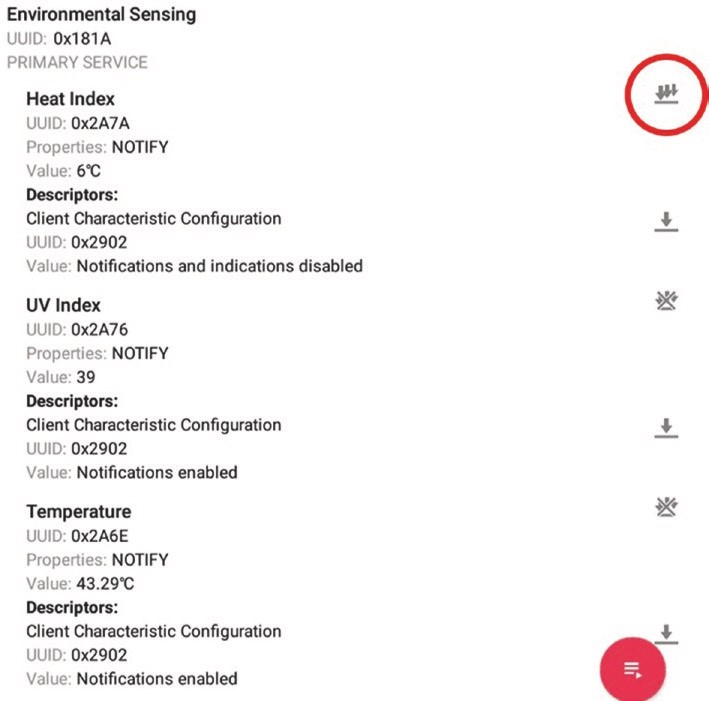 Environmental Sensing
UUID: 0x181A
PRIMARY SERVICE
Heat Index
UUID: 0x2A7A
Properties: NOTIFY
Value: 6°C
Descriptors:
Client Characteristic Configuration
UUID: 0x2902
Value: Notifications and indications disabled
UV Index
UUID: 0x2A76
Properties: NOTIFY
Value: 39
Descriptors:
Client Characteristic Configuration
UUID: 0x2902
Value: Notifications enabled
Temperature
UUID: 0x2A6E
Properties: NOTIFY
Value: 43.29°C
Descriptors:
Client Characteristic Configuration
UUID: 0x2902
Value: Notifications enabled